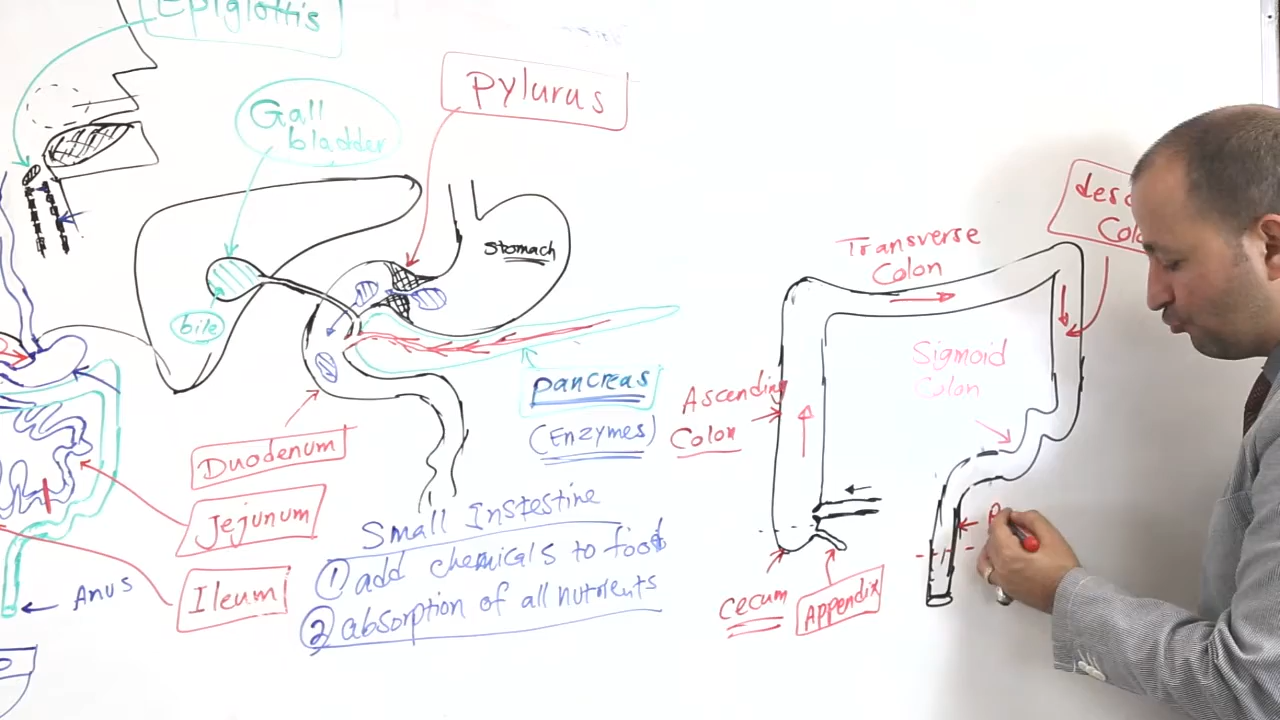 Epiglottis
Gall
bladder
Pylurus
bile
stomach
pancreas
(Enzymes)
Duodenum
Jejunum
Ileum
Anus
Small Instestine
① add chemicals to food
② absorption of all nutrients
Transverse
Colon
Sigmoid
Colon
Ascending
Colon
cecum
Appendix